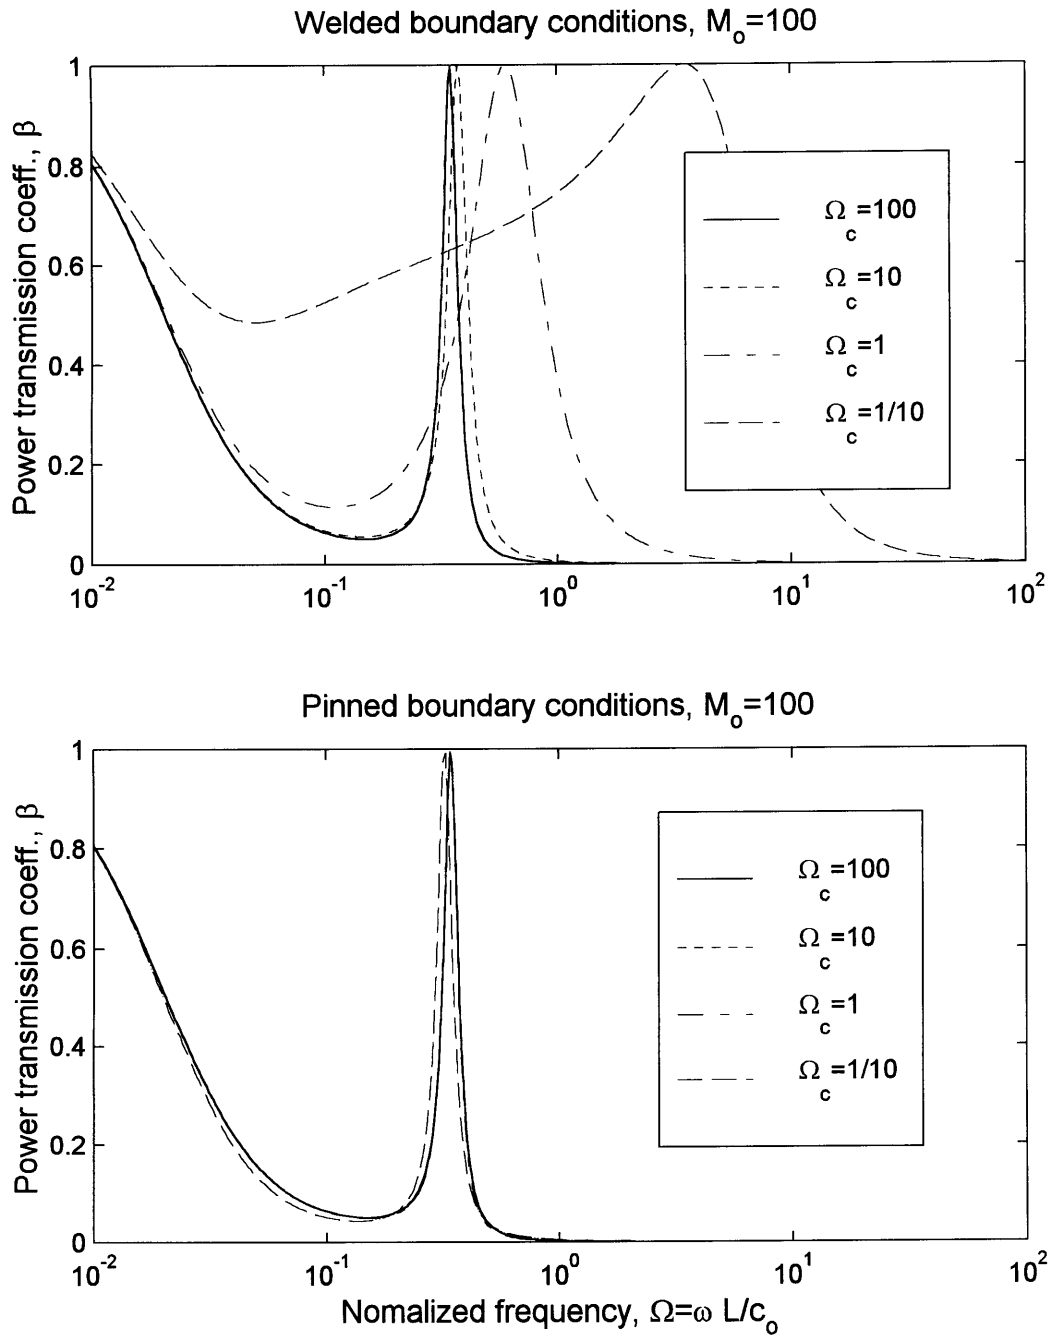 Welded boundary conditions, Mo=100
Power transmission coeff., β
1
0.8
0.6
0.4
0.2
0
10-2
10-1
100
101
102
Ωc=100
Ωc=10
Ωc=1
Ωc=1/10
Pinned boundary conditions, Mo=100
Power transmission coeff., β
1
0.8
0.6
0.4
0.2
0
10-2
10-1
100
101
102
Ωc=100
Ωc=10
Ωc=1
Ωc=1/10
Nomalized frequency, Ω=ω L/co